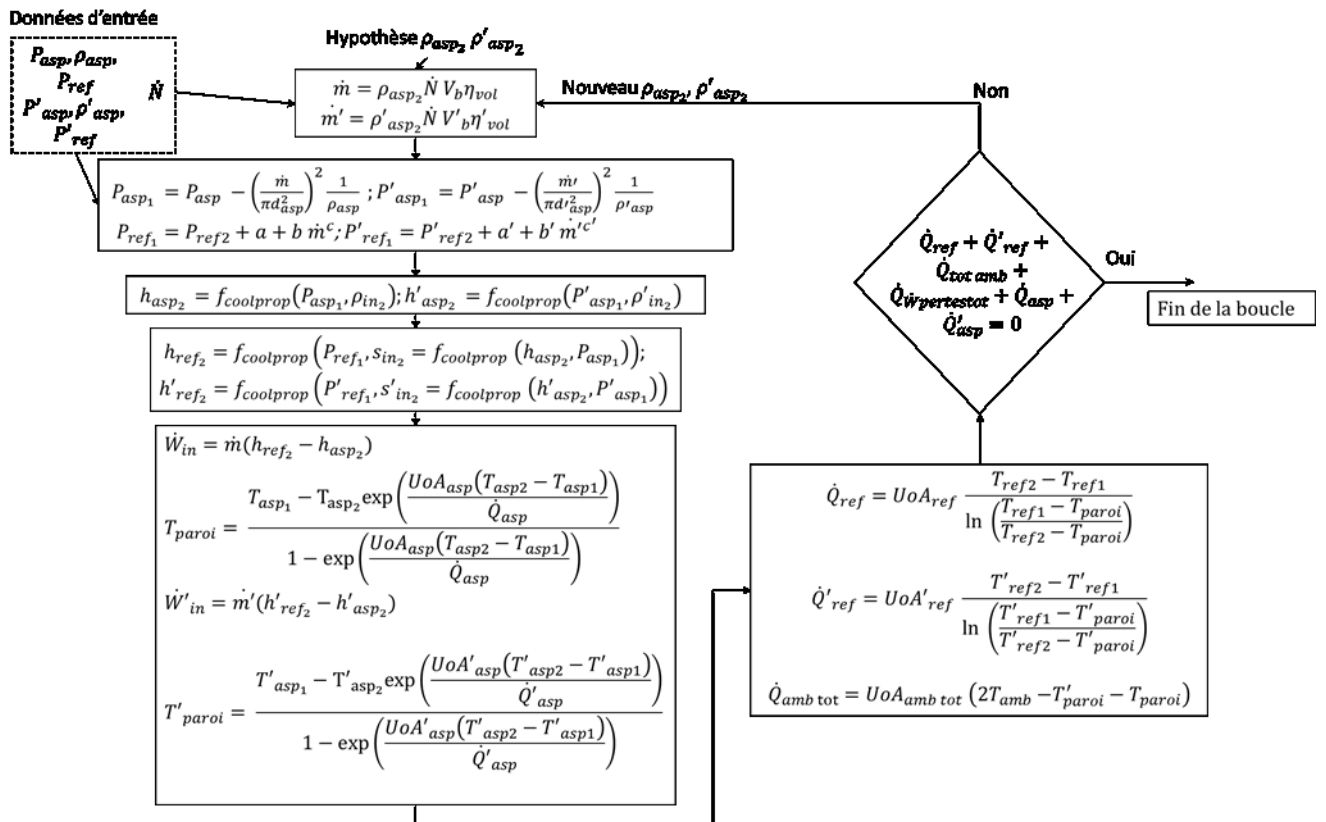 Données d'entrée
P_asp, ρ_asp,
P_ref
P'_asp, ρ'_asp,
P'_ref
Ṅ
Hypothèse ρ_asp₂ ρ'_asp₂
ṁ = ρ_asp₂ Ṅ V_b η_vol
ṁ' = ρ'_asp₂ Ṅ V'_b η'_vol
Nouveau ρ_asp₂, ρ'_asp₂
Non
P_asp₁ = P_asp − (ṁ / πd²_asp)² 1/ρ_asp ; P'_asp₁ = P'_asp − (ṁ' / πd'²_asp)² 1/ρ'_asp
P_ref₁ = P_ref2 + a + b ṁ^c; P'_ref₁ = P'_ref2 + a' + b' ṁ'^c'
h_asp₂ = f_coolprop(P_asp₁, ρ_in₂); h'_asp₂ = f_coolprop(P'_asp₁, ρ'_in₂)
h_ref₂ = f_coolprop (P_ref₁, s_in₂ = f_coolprop (h_asp₂, P_asp₁));
h'_ref₂ = f_coolprop (P'_ref₁, s'_in₂ = f_coolprop (h'_asp₂, P'_asp₁))
Ẇ_in = ṁ(h_ref₂ − h_asp₂)
T_paroi = (T_asp₁ − T_asp₂ exp(UoA_asp(T_asp2 − T_asp1) / Q̇_asp)) / (1 − exp(UoA_asp(T_asp2 − T_asp1) / Q̇_asp))
Ẇ'_in = ṁ'(h'_ref₂ − h'_asp₂)
T'_paroi = (T'_asp₁ − T'_asp₂ exp(UoA'_asp(T'_asp2 − T'_asp1) / Q̇'_asp)) / (1 − exp(UoA'_asp(T'_asp2 − T'_asp1) / Q̇'_asp))
Q̇_ref = UoA_ref (T_ref2 − T_ref1) / ln ((T_ref1 − T_paroi) / (T_ref2 − T_paroi))
Q̇'_ref = UoA'_ref (T'_ref2 − T'_ref1) / ln ((T'_ref1 − T'_paroi) / (T'_ref2 − T'_paroi))
Q̇_amb tot = UoA_amb tot (2T_amb − T'_paroi − T_paroi)
Q̇_ref + Q̇'_ref +
Q̇_tot amb +
Q̇_Ẇpertestot + Q̇_asp +
Q̇'_asp = 0
Oui
Fin de la boucle